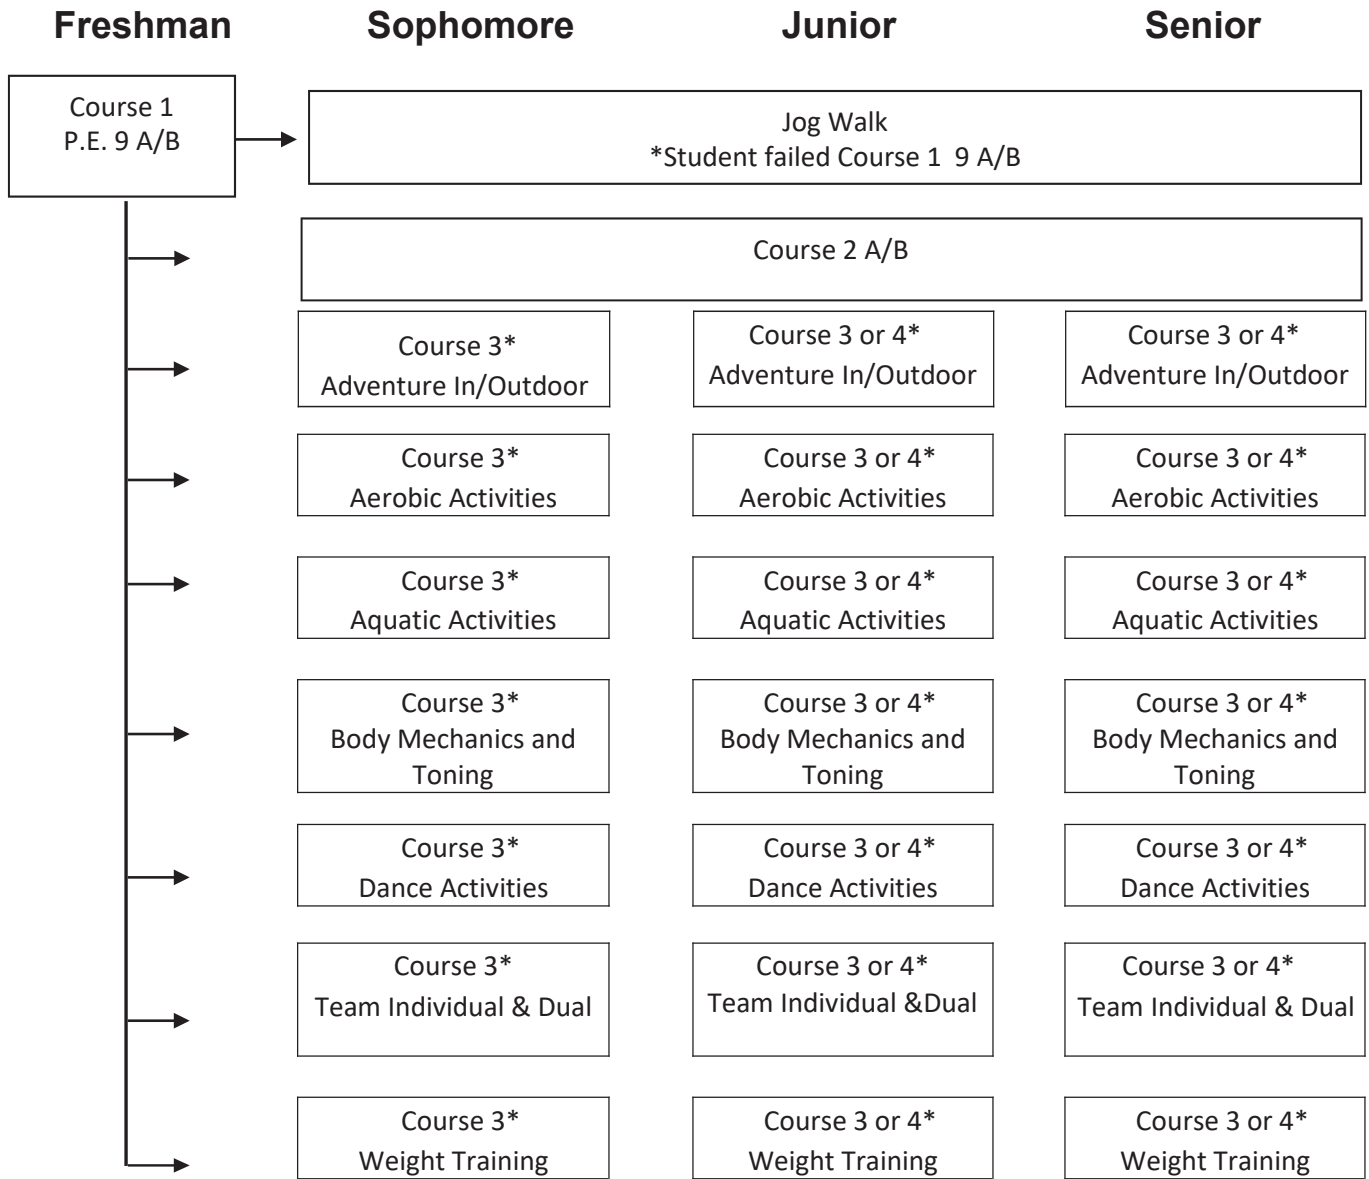 Freshman Sophomore Junior Senior
Course 1
P.E. 9 A/B
Jog Walk
*Student failed Course 1 9 A/B
Course 2 A/B
Course 3*
Adventure In/Outdoor
Course 3 or 4*
Adventure In/Outdoor
Course 3 or 4*
Adventure In/Outdoor
Course 3*
Aerobic Activities
Course 3 or 4*
Aerobic Activities
Course 3 or 4*
Aerobic Activities
Course 3*
Aquatic Activities
Course 3 or 4*
Aquatic Activities
Course 3 or 4*
Aquatic Activities
Course 3*
Body Mechanics and
Toning
Course 3 or 4*
Body Mechanics and
Toning
Course 3 or 4*
Body Mechanics and
Toning
Course 3*
Dance Activities
Course 3 or 4*
Dance Activities
Course 3 or 4*
Dance Activities
Course 3*
Team Individual & Dual
Course 3 or 4*
Team Individual &Dual
Course 3 or 4*
Team Individual & Dual
Course 3*
Weight Training
Course 3 or 4*
Weight Training
Course 3 or 4*
Weight Training